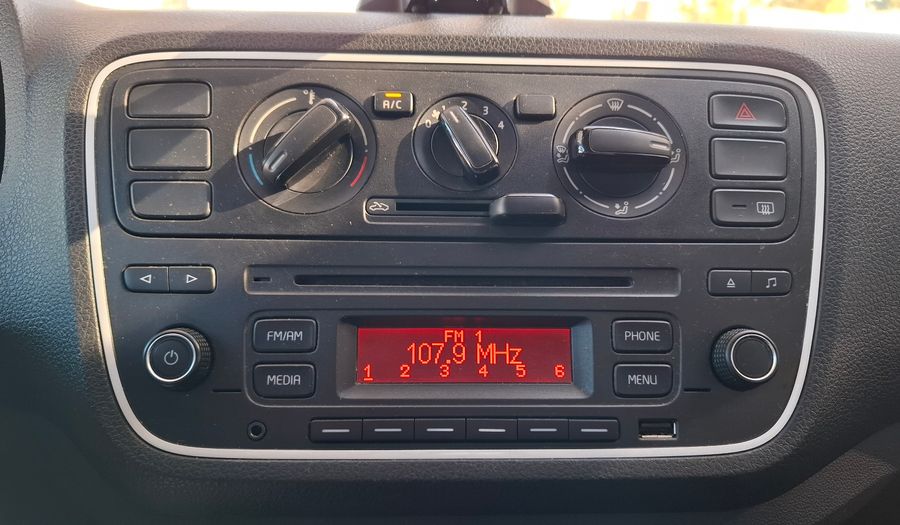 A/C
0 1 2 3 4
FM/AM
MEDIA
FM 1
107.9 MHz
1 2 3 4 5 6
PHONE
MENU